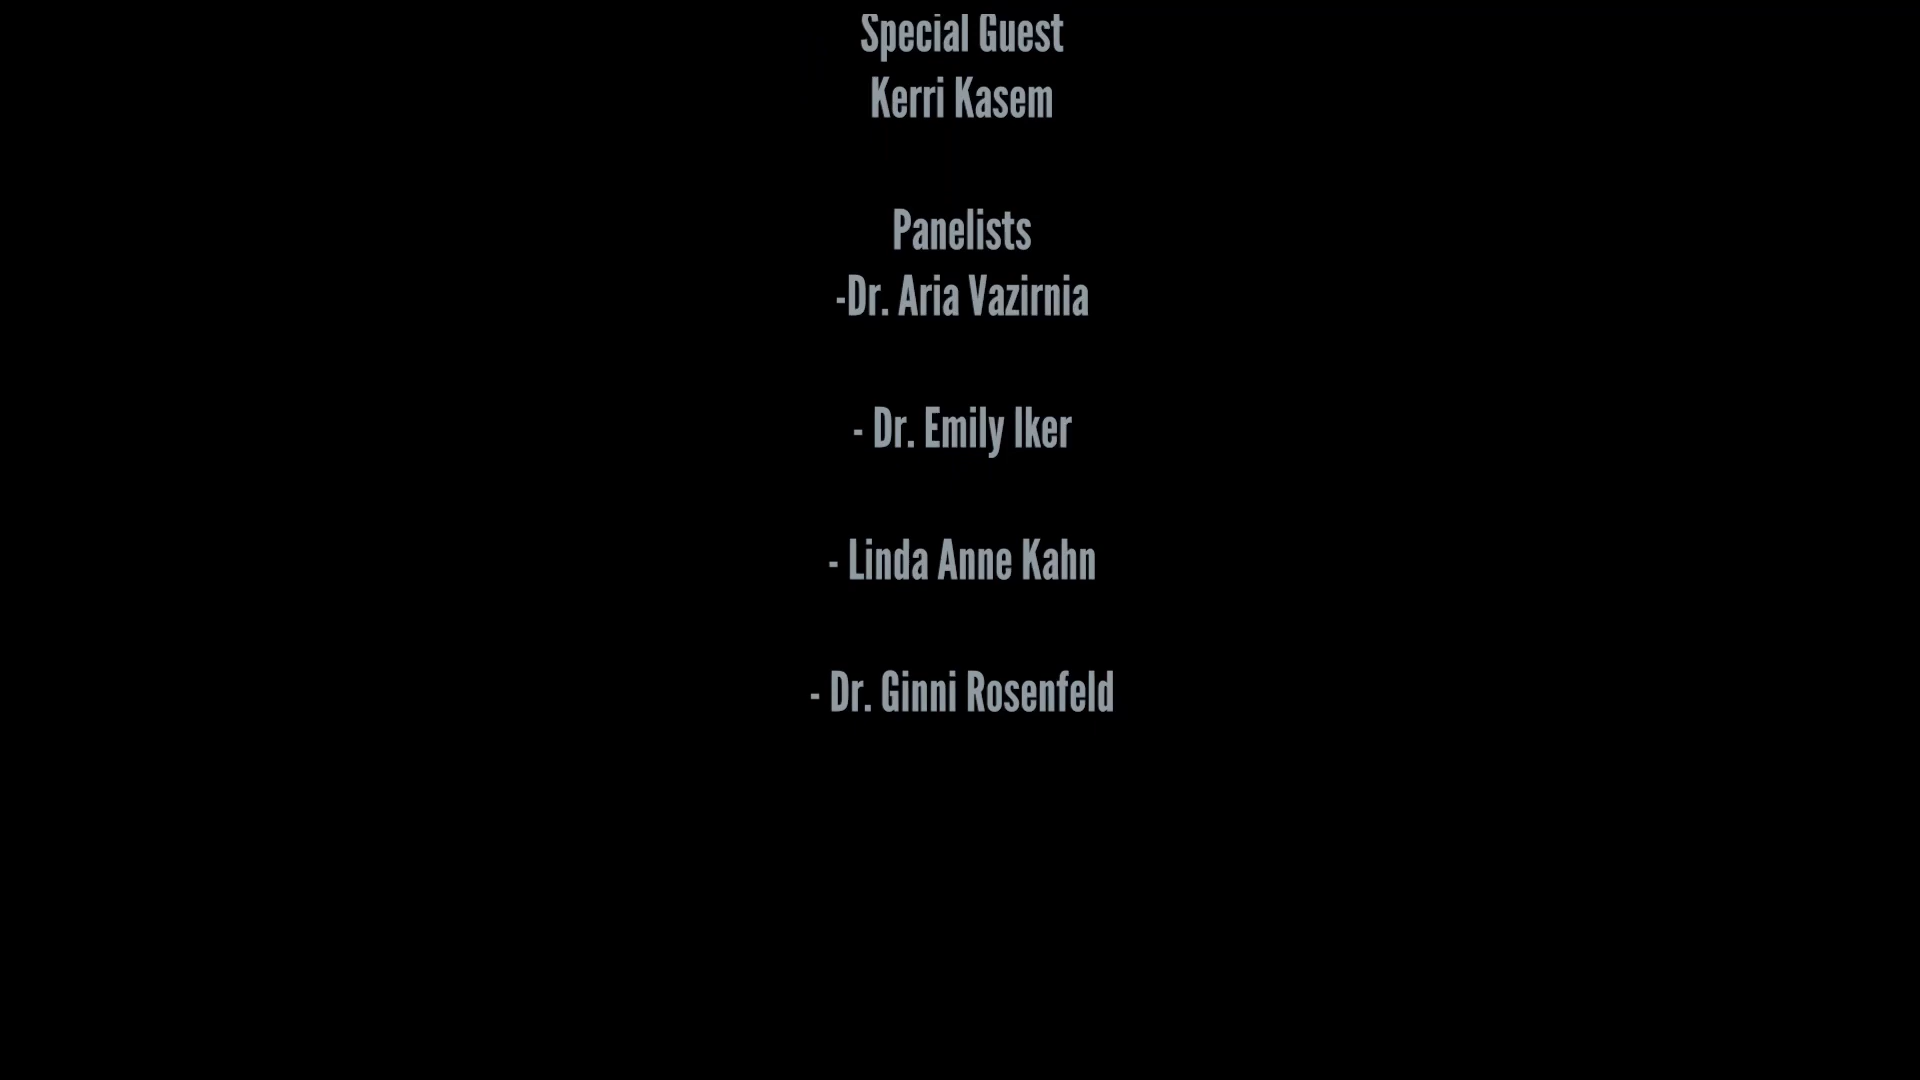 Special Guest
Kerri Kasem
Panelists
-Dr. Aria Vazirnia
- Dr. Emily Iker
- Linda Anne Kahn
- Dr. Ginni Rosenfeld